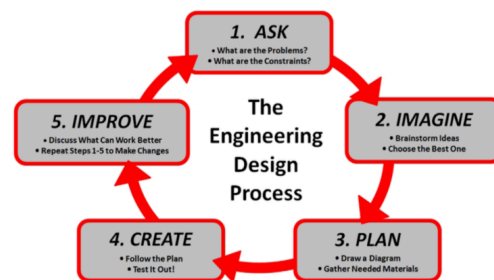 1. ASK
• What are the Problems?
• What are the Constraints?
2. IMAGINE
• Brainstorm Ideas
• Choose the Best One
3. PLAN
• Draw a Diagram
• Gather Needed Materials
4. CREATE
• Follow the Plan
• Test It Out!
5. IMPROVE
• Discuss What Can Work Better
• Repeat Steps 1-5 to Make Changes
The
Engineering
Design
Process